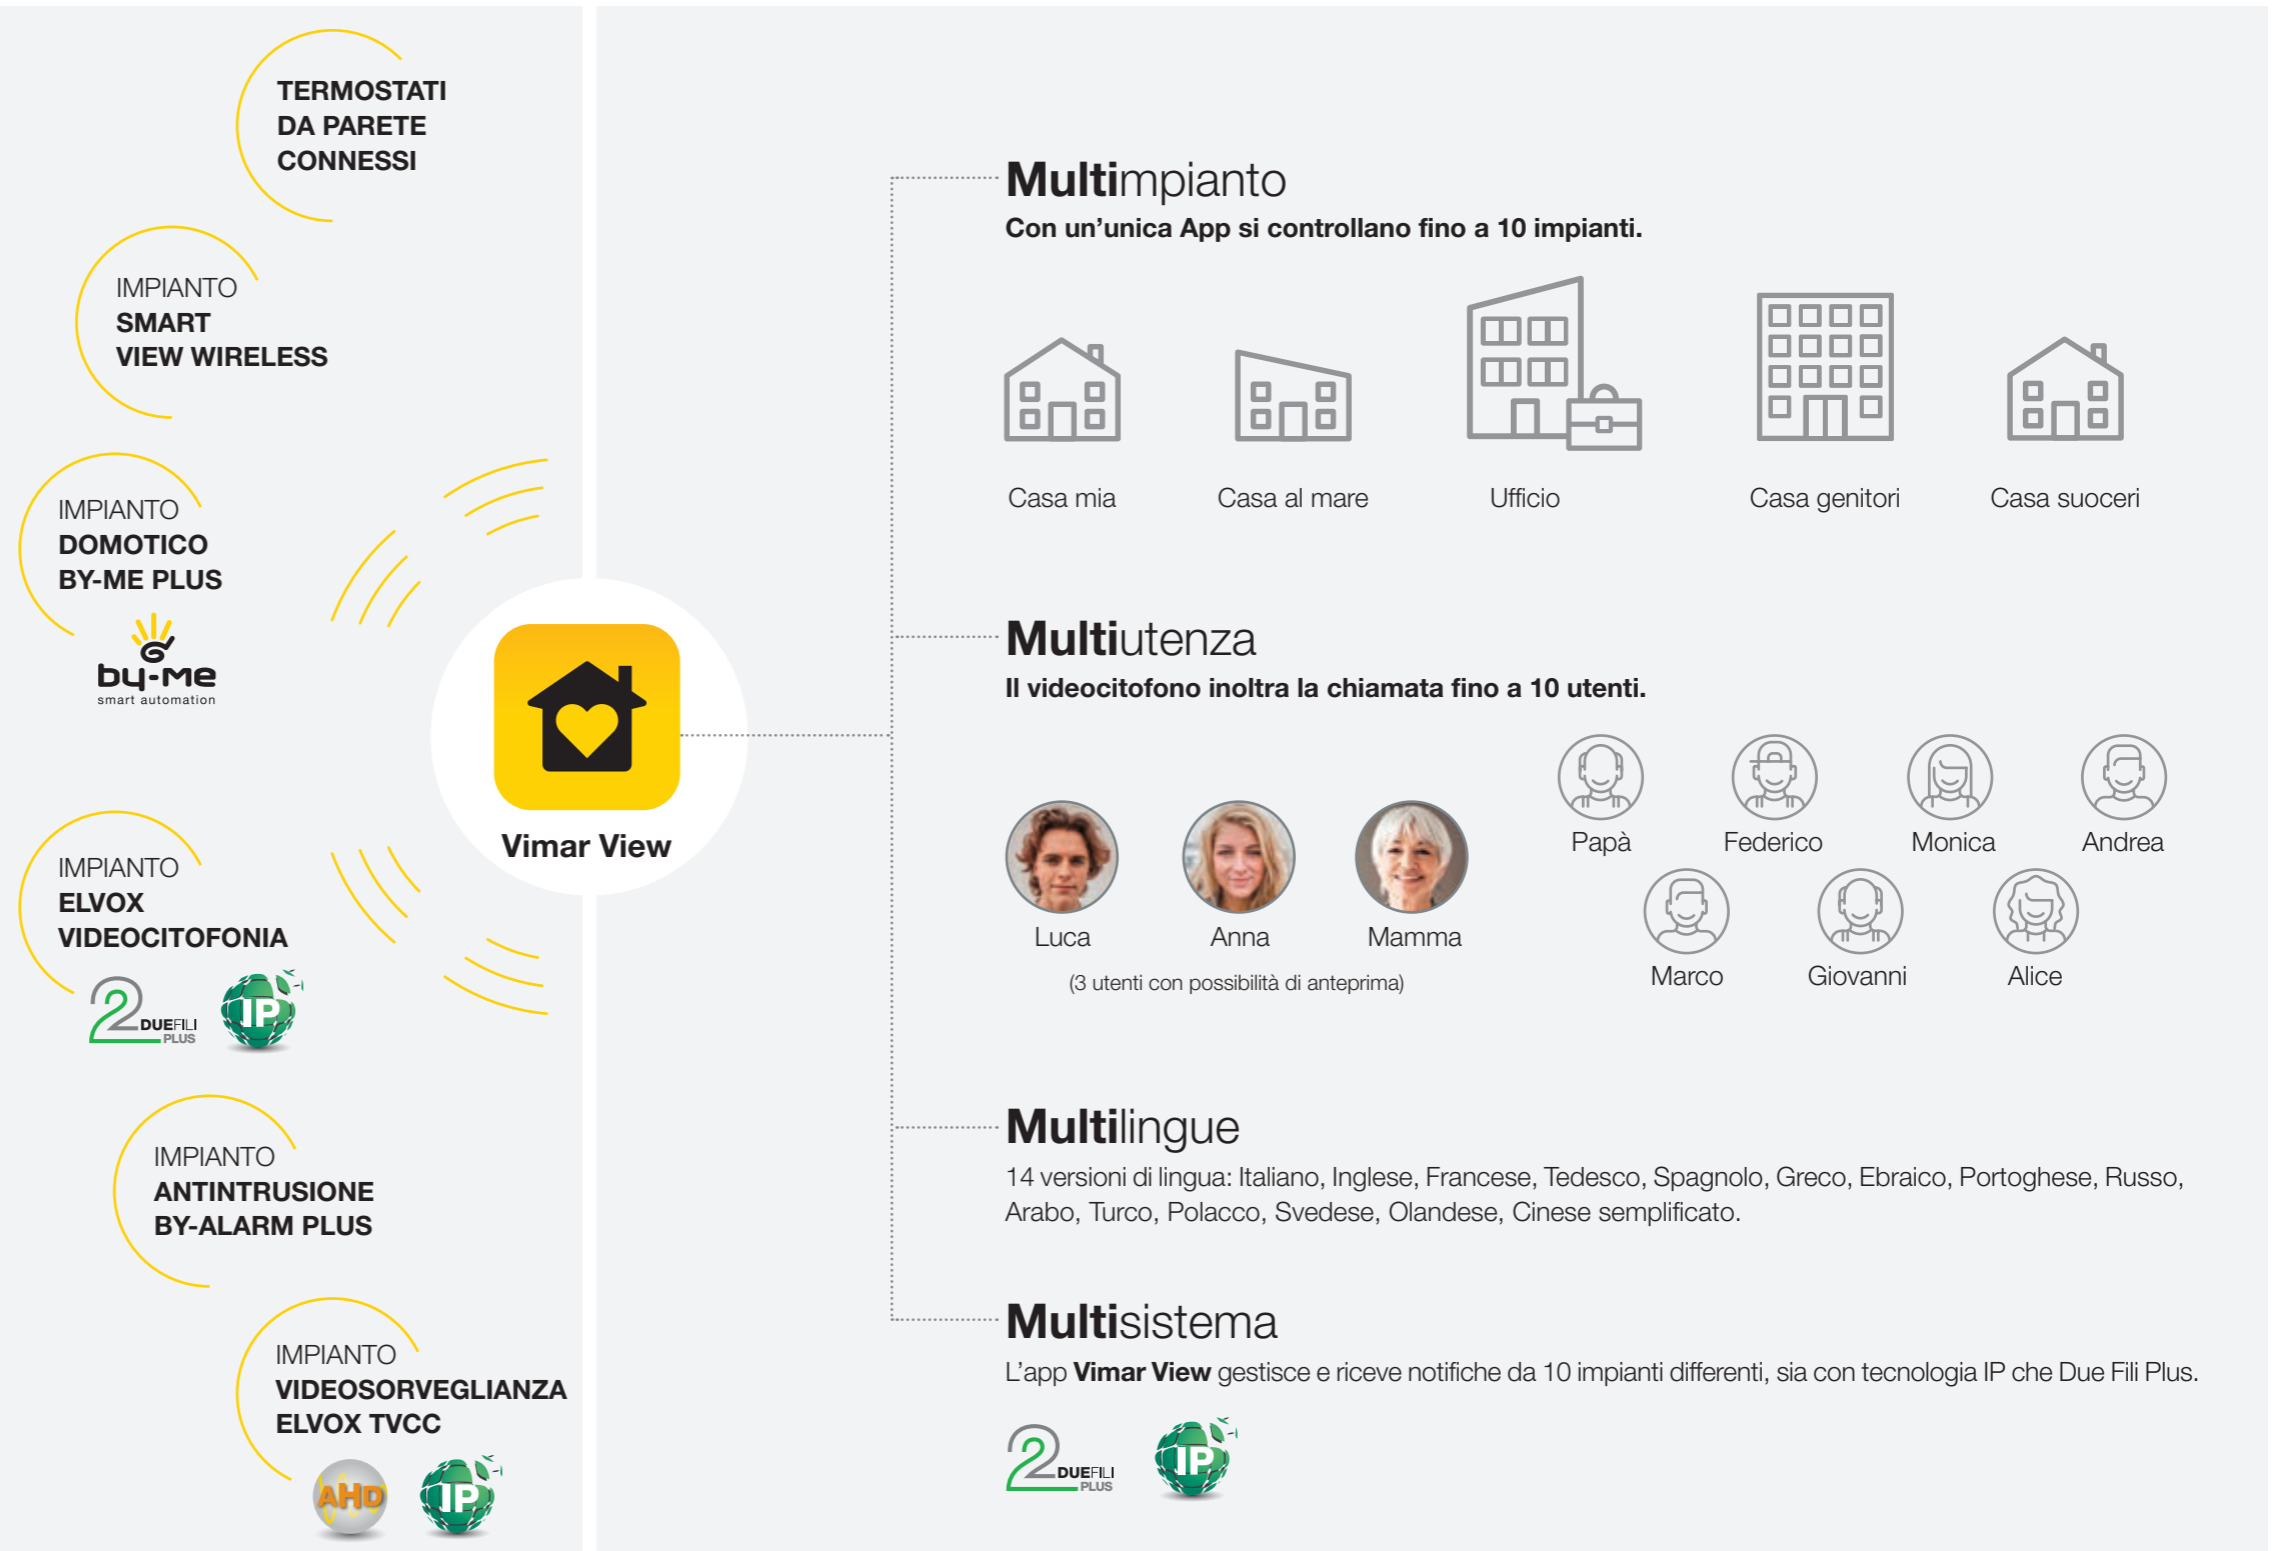 TERMOSTATI
DA PARETE
CONNESSI
IMPIANTO
SMART
VIEW WIRELESS
IMPIANTO
DOMOTICO
BY-ME PLUS
by-me
smart automation
IMPIANTO
ELVOX
VIDEOCITOFONIA
2 DUEFILI
PLUS
IP
IMPIANTO
ANTINTRUSIONE
BY-ALARM PLUS
IMPIANTO
VIDEOSORVEGLIANZA
ELVOX TVCC
AHD
IP
Vimar View
Multimpianto
Con un’unica App si controllano fino a 10 impianti.
Casa mia Casa al mare Ufficio Casa genitori Casa suoceri
Multiutenza
Il videocitofono inoltra la chiamata fino a 10 utenti.
Luca Anna Mamma
(3 utenti con possibilità di anteprima)
Papà Federico Monica Andrea
Marco Giovanni Alice
Multilingue
14 versioni di lingua: Italiano, Inglese, Francese, Tedesco, Spagnolo, Greco, Ebraico, Portoghese, Russo,
Arabo, Turco, Polacco, Svedese, Olandese, Cinese semplificato.
Multisistema
L’app Vimar View gestisce e riceve notifiche da 10 impianti differenti, sia con tecnologia IP che Due Fili Plus.
2 DUEFILI
PLUS
IP